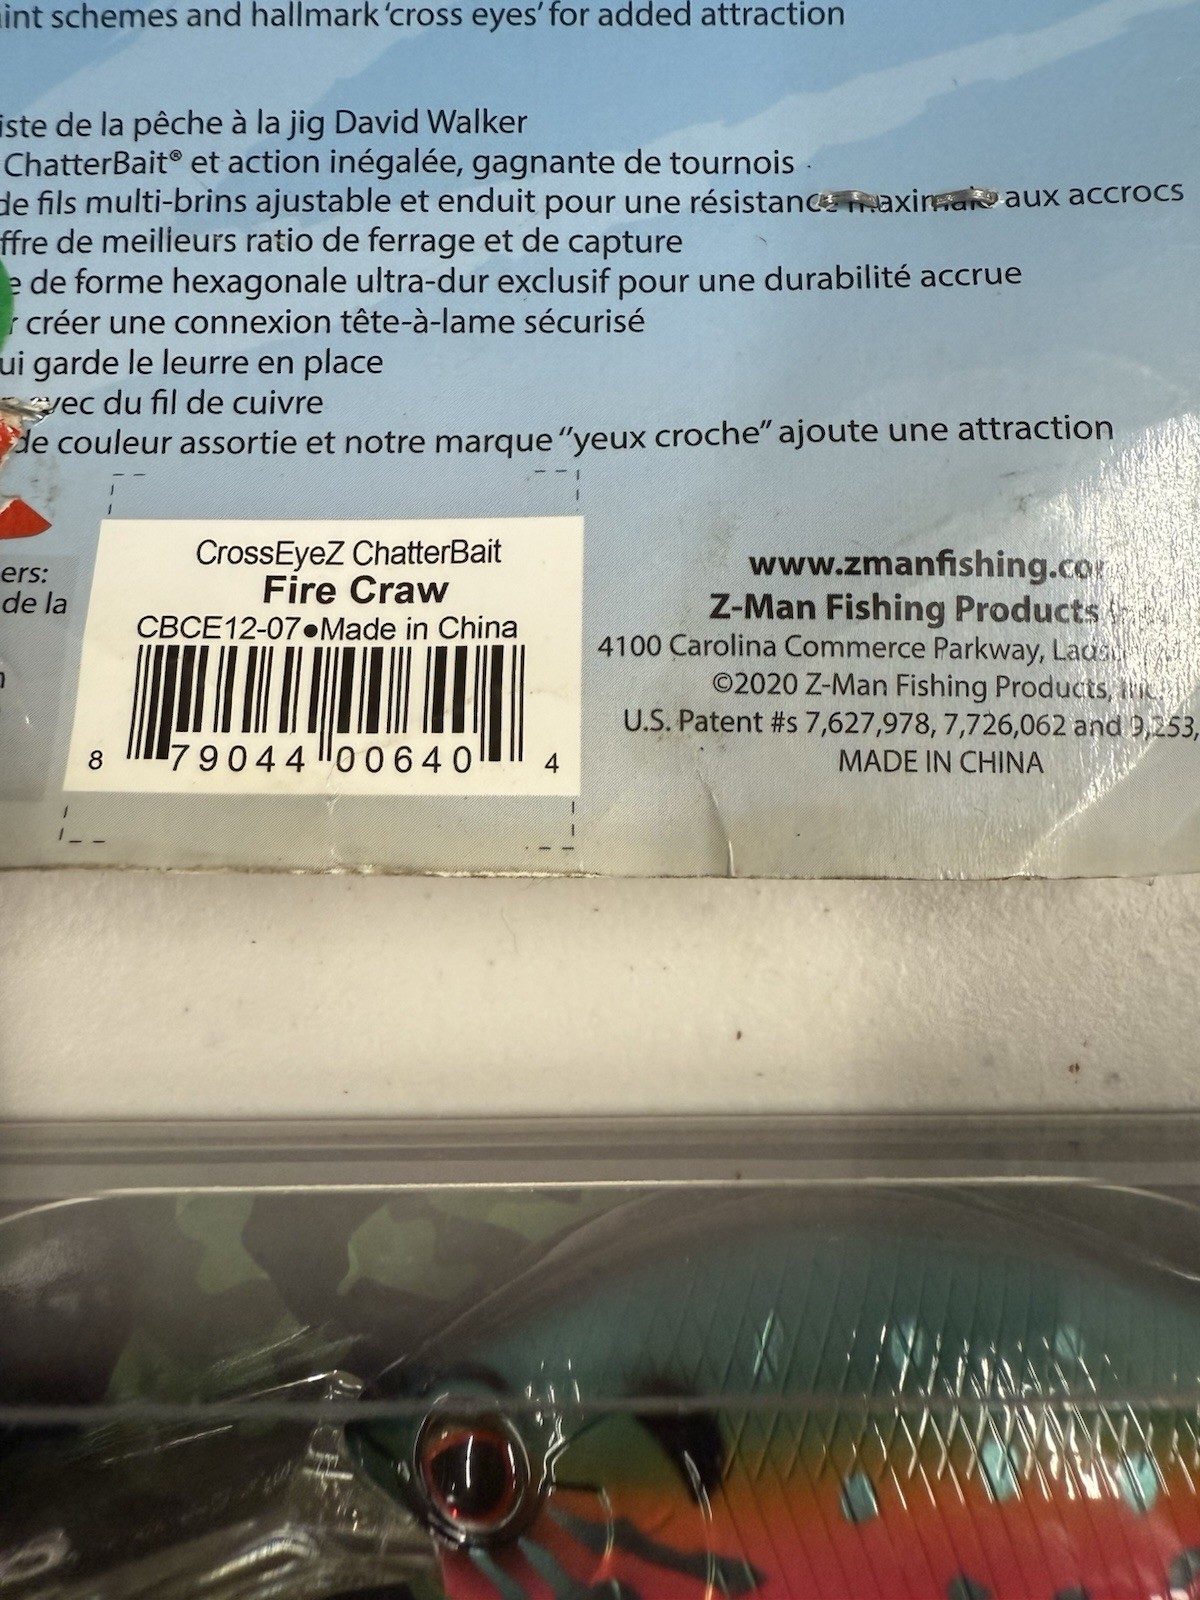 int schemes and hallmark 'cross eyes' for added attraction
iste de la pêche à la jig David Walker
ChatterBait® et action inégalée, gagnante de tournois
de fils multi-brins ajustable et enduit pour une résistance maximale aux accrocs
ffre de meilleurs ratio de ferrage et de capture
e de forme hexagonale ultra-dur exclusif pour une durabilité accrue
r créer une connexion tête-à-lame sécurisé
ui garde le leurre en place
avec du fil de cuivre
de couleur assortie et notre marque "yeux croche" ajoute une attraction
ers:
de la
CrossEyeZ ChatterBait
Fire Craw
CBCE12-07●Made in China
8 79044 00640 4
www.zmanfishing.com
Z-Man Fishing Products
4100 Carolina Commerce Parkway,
©2020 Z-Man Fishing Products, Inc.
U.S. Patent #s 7,627,978, 7,726,062 and 9,253,
MADE IN CHINA